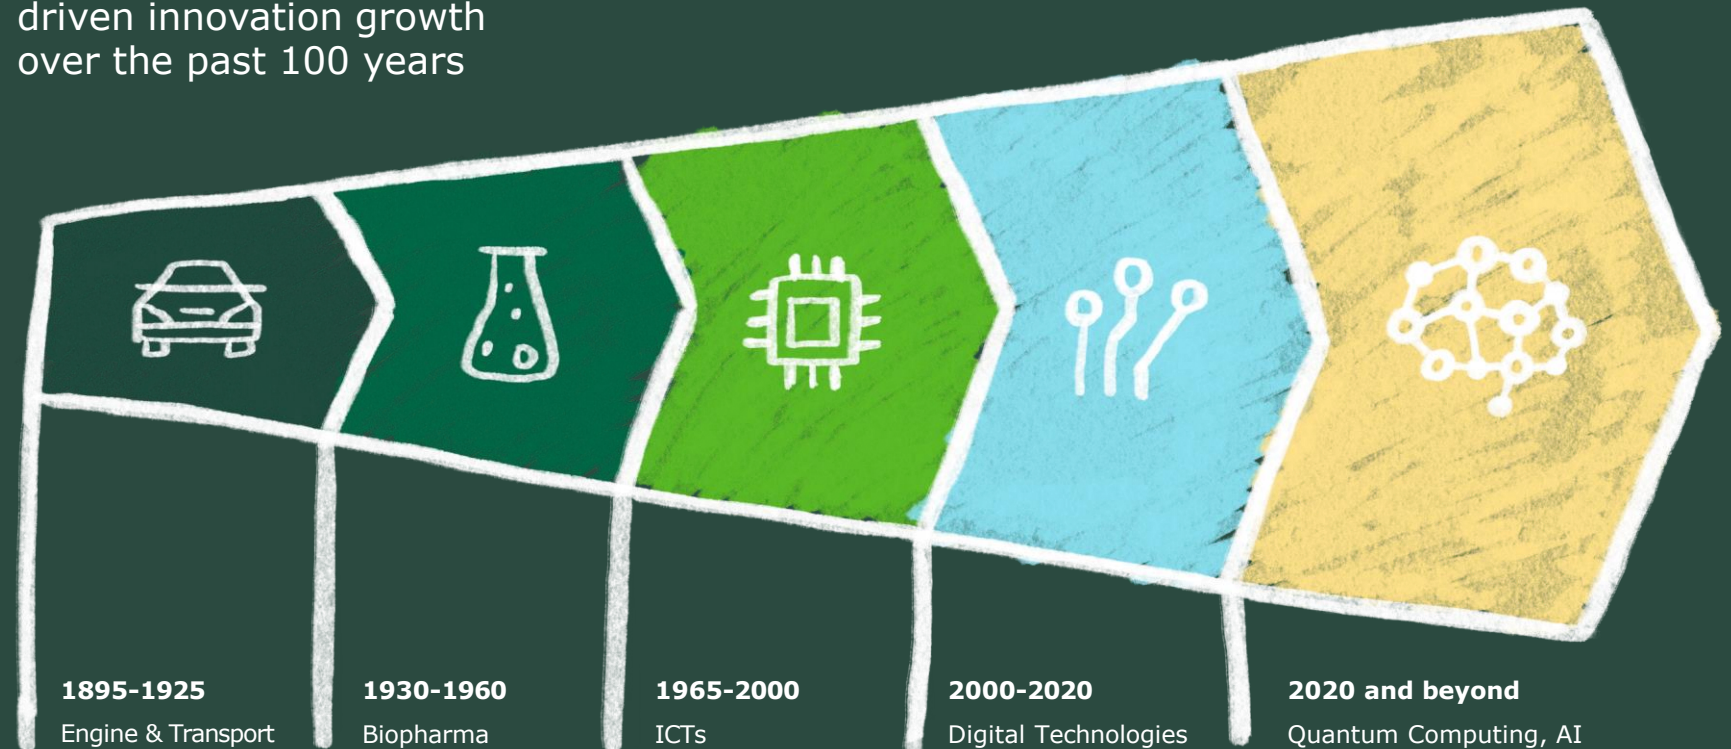 driven innovation growth
over the past 100 years
1895-1925
Engine & Transport
1930-1960
Biopharma
1965-2000
ICTs
2000-2020
Digital Technologies
2020 and beyond
Quantum Computing, AI